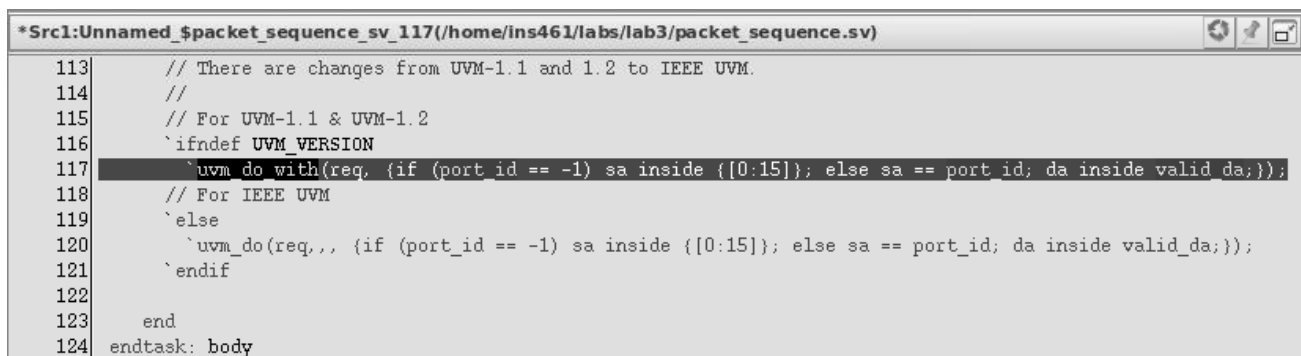 *Src1:Unnamed_$packet_sequence_sv_117(/home/ins461/labs/lab3/packet_sequence.sv)
113 // There are changes from UVM-1.1 and 1.2 to IEEE UVM.
114 //
115 // For UVM-1.1 & UVM-1.2
116 `ifndef UVM_VERSION
117 `uvm_do_with(req, {if (port_id == -1) sa inside {[0:15]}; else sa == port_id; da inside valid_da;});
118 // For IEEE UVM
119 `else
120 `uvm_do(req,,, {if (port_id == -1) sa inside {[0:15]}; else sa == port_id; da inside valid_da;});
121 `endif
122
123 end
124 endtask: body